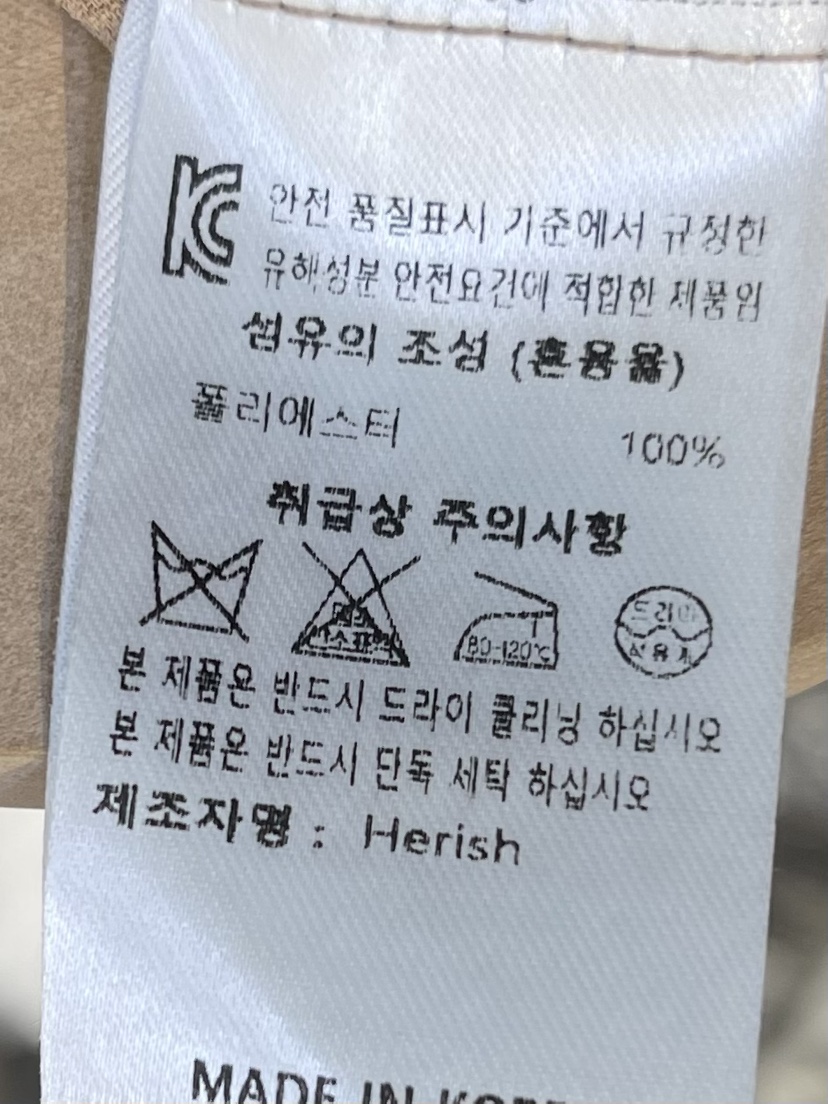 KC 안전 품질표시 기준에서 규정한
유해성분 안전요건에 적합한 제품임
섬유의 조성 (혼용율)
폴리에스터 100%
취급상 주의사항
80-120℃ 드라이
석유계
본 제품은 반드시 드라이 클리닝 하십시오
본 제품은 반드시 단독 세탁 하십시오
제조자명 : Herish
MADE IN